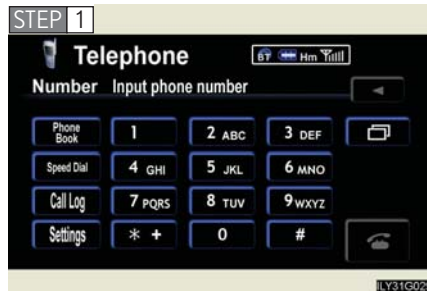 STEP 1
Telephone BT Hm
Number Input phone number
Phone Book 1 2 ABC 3 DEF
Speed Dial 4 GHI 5 JKL 6 MNO
Call Log 7 PQRS 8 TUV 9 WXYZ
Settings * + 0 #
ILY31G02